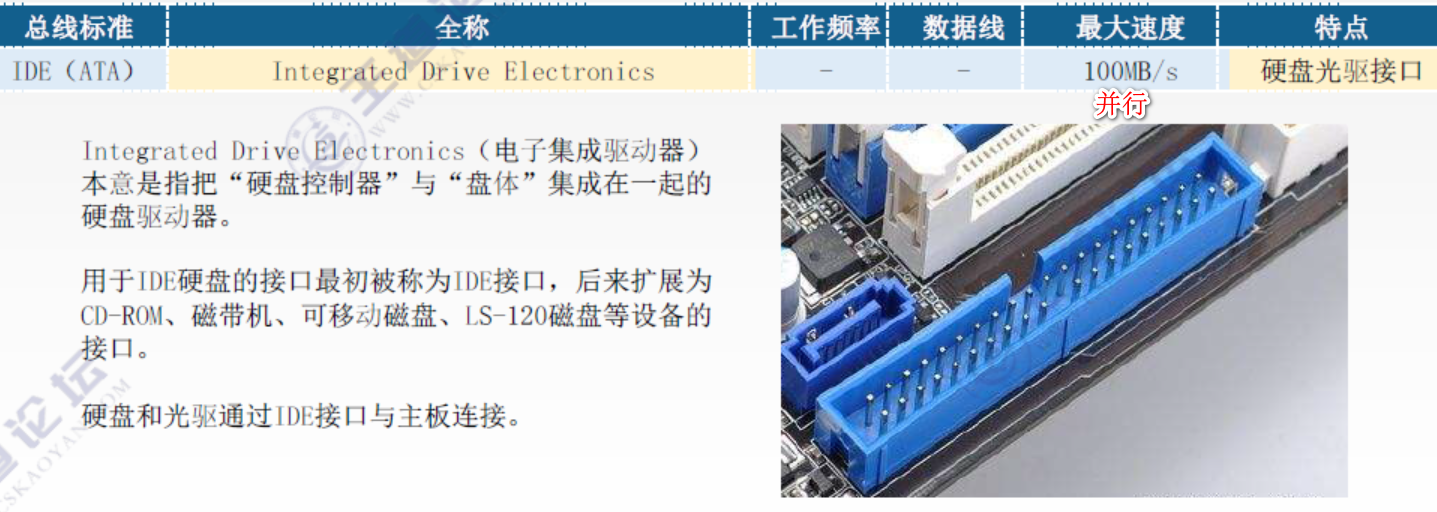 总线标准 全称 工作频率 数据线 最大速度 特点
IDE（ATA） Integrated Drive Electronics - - 100MB/s 硬盘光驱接口
并行
Integrated Drive Electronics（电子集成驱动器）
本意是指把“硬盘控制器”与“盘体”集成在一起的
硬盘驱动器。
用于IDE硬盘的接口最初被称为IDE接口，后来扩展为
CD-ROM、磁带机、可移动磁盘、LS-120磁盘等设备的
接口。
硬盘和光驱通过IDE接口与主板连接。